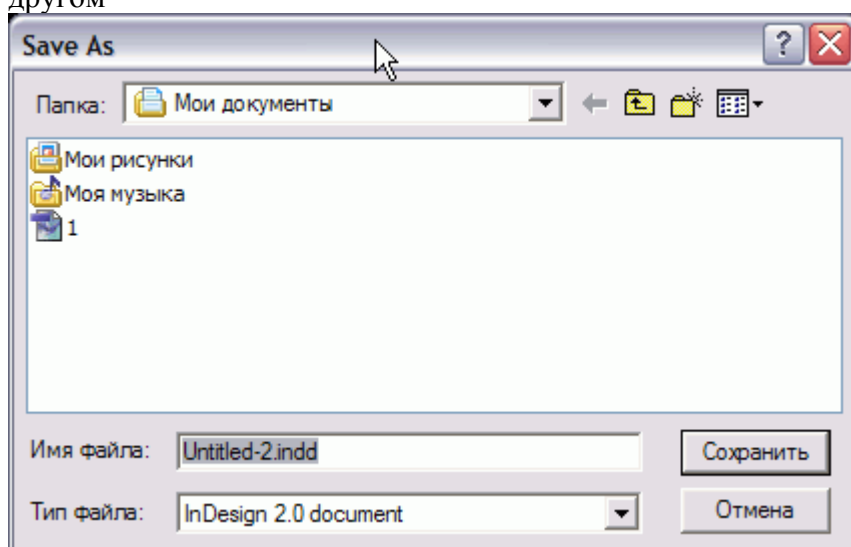 другом
Save As
Папка: Мои документы
Мои рисунки
Моя музыка
1
Имя файла: Untitled-2.indd Сохранить
Тип файла: InDesign 2.0 document Отмена